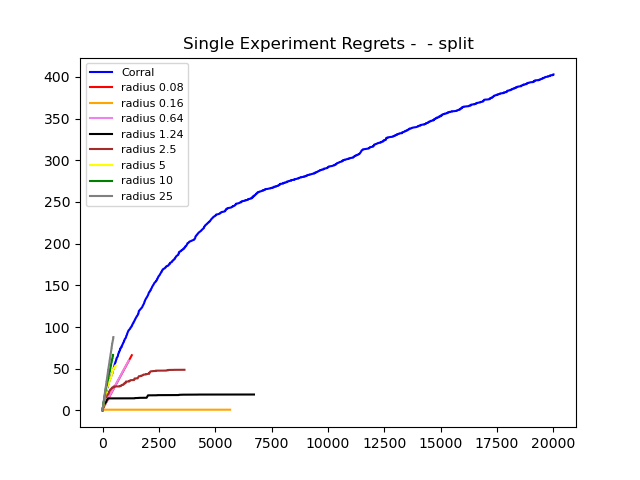 Single Experiment Regrets -  - split
Corral
radius 0.08
radius 0.16
radius 0.64
radius 1.24
radius 2.5
radius 5
radius 10
radius 25
400
350
300
250
200
150
100
50
0
0 2500 5000 7500 10000 12500 15000 17500 20000